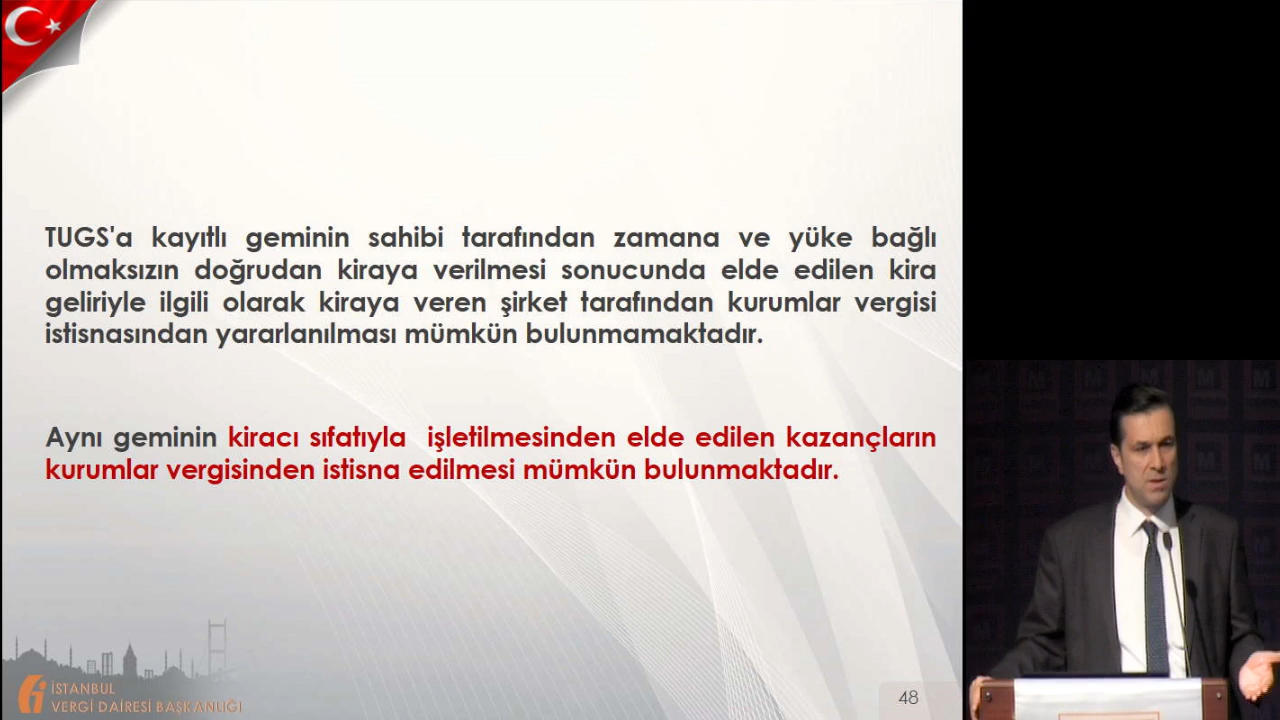 TUGS'a kayıtlı geminin sahibi tarafından zamana ve yüke bağlı
olmaksızın doğrudan kiraya verilmesi sonucunda elde edilen kira
geliriyle ilgili olarak kiraya veren şirket tarafından kurumlar vergisi
istisnasından yararlanılması mümkün bulunmamaktadır.
Aynı geminin kiracı sıfatıyla işletilmesinden elde edilen kazançların
kurumlar vergisinden istisna edilmesi mümkün bulunmaktadır.
İSTANBUL
VERGİ DAİRESİ BAŞKANLIĞI
48